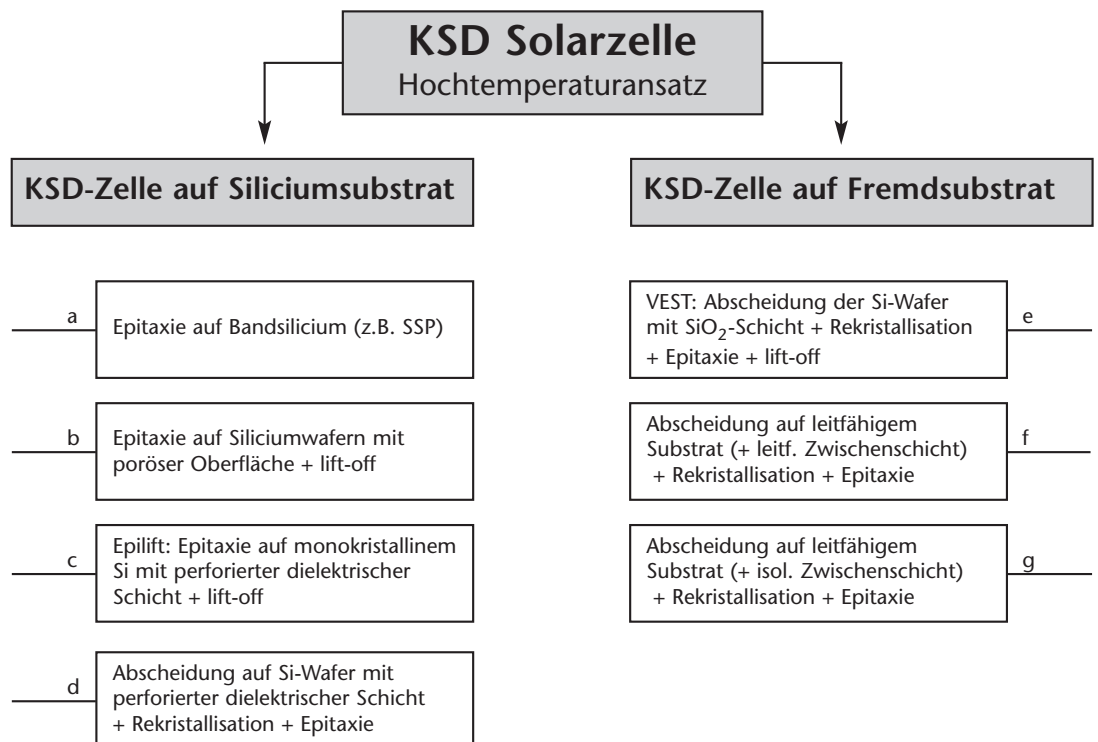 KSD Solarzelle
Hochtemperaturansatz
KSD-Zelle auf Siliciumsubstrat
a
Epitaxie auf Bandsilicium (z.B. SSP)
b
Epitaxie auf Siliciumwafern mit
poröser Oberfläche + lift-off
c
Epilift: Epitaxie auf monokristallinem
Si mit perforierter dielektrischer
Schicht + lift-off
d
Abscheidung auf Si-Wafer mit
perforierter dielektrischer Schicht
+ Rekristallisation + Epitaxie
KSD-Zelle auf Fremdsubstrat
VEST: Abscheidung der Si-Wafer
mit SiO₂-Schicht + Rekristallisation
+ Epitaxie + lift-off
e
Abscheidung auf leitfähigem
Substrat (+ leitf. Zwischenschicht)
+ Rekristallisation + Epitaxie
f
Abscheidung auf leitfähigem
Substrat (+ isol. Zwischenschicht)
+ Rekristallisation + Epitaxie
g